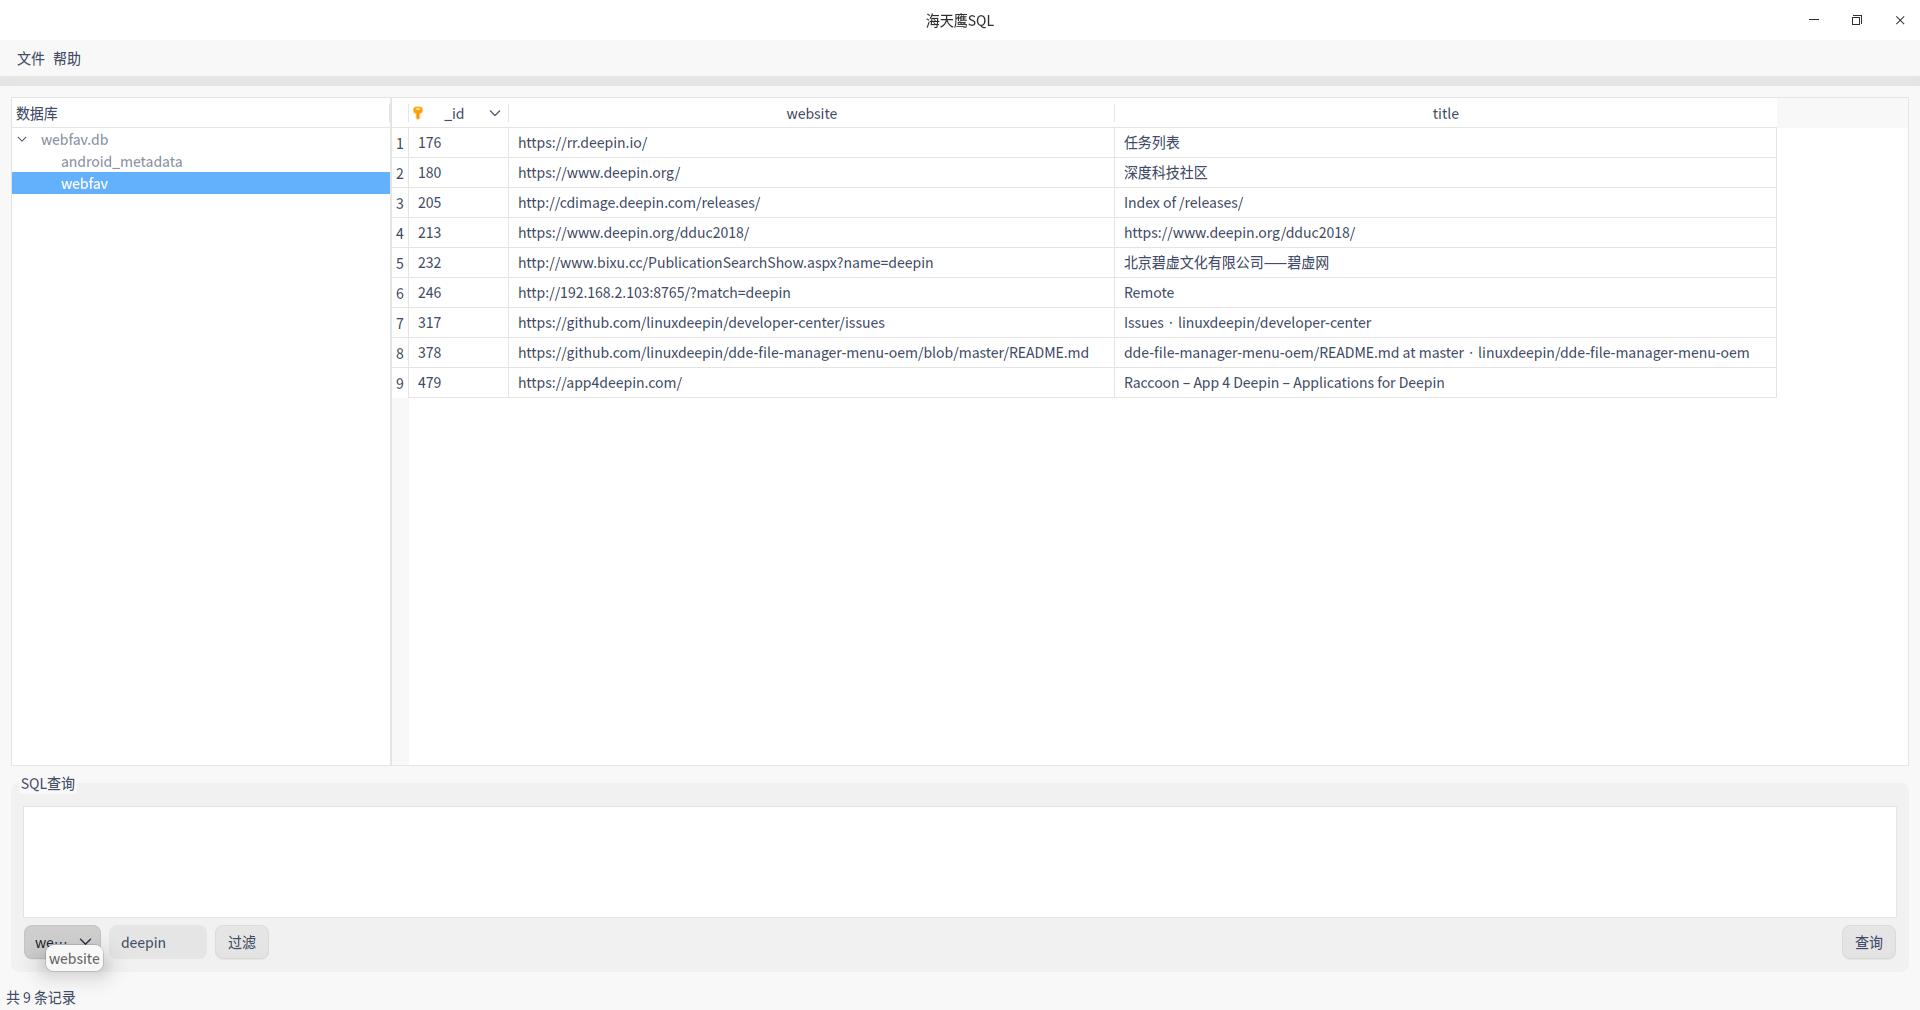 海天鹰SQL
文件 帮助
数据库
webfav.db
android_metadata
webfav
_id website title
1 176 https://rr.deepin.io/ 任务列表
2 180 https://www.deepin.org/ 深度科技社区
3 205 http://cdimage.deepin.com/releases/ Index of /releases/
4 213 https://www.deepin.org/dduc2018/ https://www.deepin.org/dduc2018/
5 232 http://www.bixu.cc/PublicationSearchShow.aspx?name=deepin 北京碧虚文化有限公司——碧虚网
6 246 http://192.168.2.103:8765/?match=deepin Remote
7 317 https://github.com/linuxdeepin/developer-center/issues Issues · linuxdeepin/developer-center
8 378 https://github.com/linuxdeepin/dde-file-manager-menu-oem/blob/master/README.md dde-file-manager-menu-oem/README.md at master · linuxdeepin/dde-file-manager-menu-oem
9 479 https://app4deepin.com/ Raccoon – App 4 Deepin – Applications for Deepin
SQL查询
we… deepin 过滤 查询
website
共 9 条记录